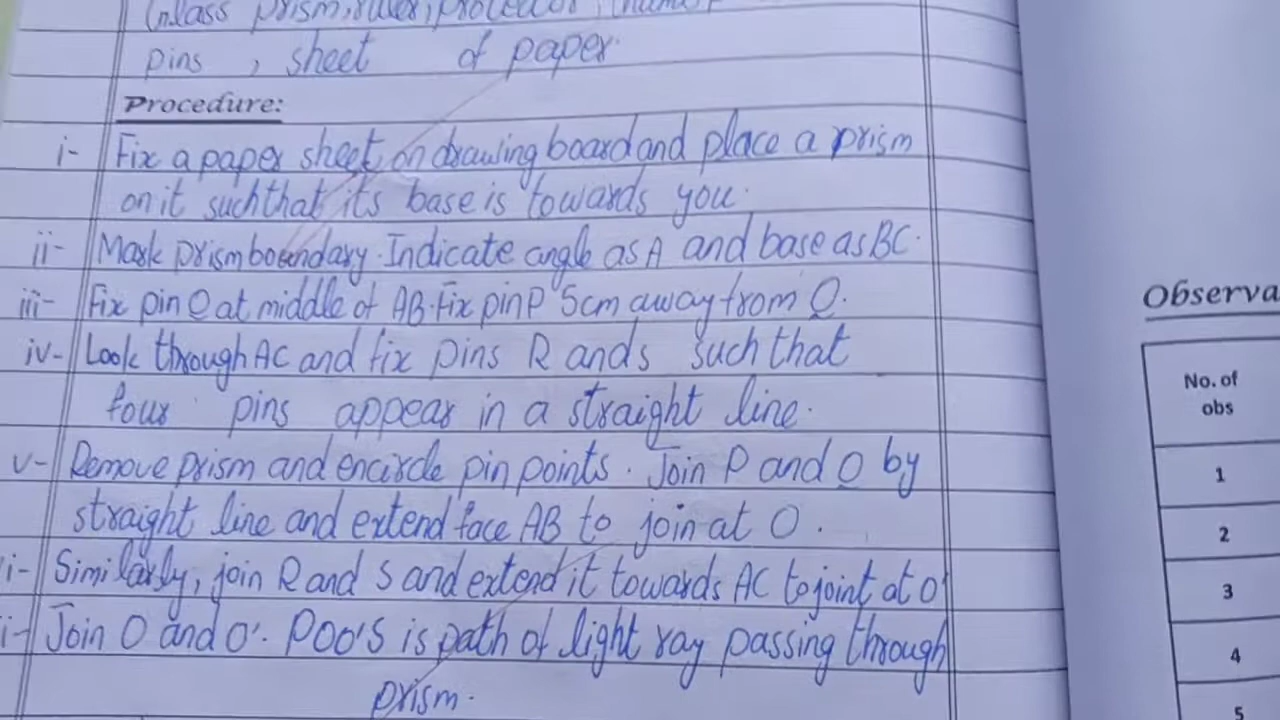 Glass prism, ruler, protector,
pins , sheet of paper.
Procedure:
i- Fix a paper sheet on drawing board and place a prism
on it such that its base is towards you.
ii- Mark prism boundary. Indicate angle as A and base as BC.
iii- Fix pin Q at middle of AB. Fix pin P 5cm away from Q.
iv- Look through AC and fix pins R and s such that
four pins appear in a straight line.
v- Remove prism and encircle pin points. Join P and Q by
straight line and extend face AB to join at O.
i- Similarly, join R and S and extend it towards AC to joint at O'
i- Join O and O'. POO'S is path of light ray passing through
prism.
Observa
No. of
obs
1
2
3
4
5